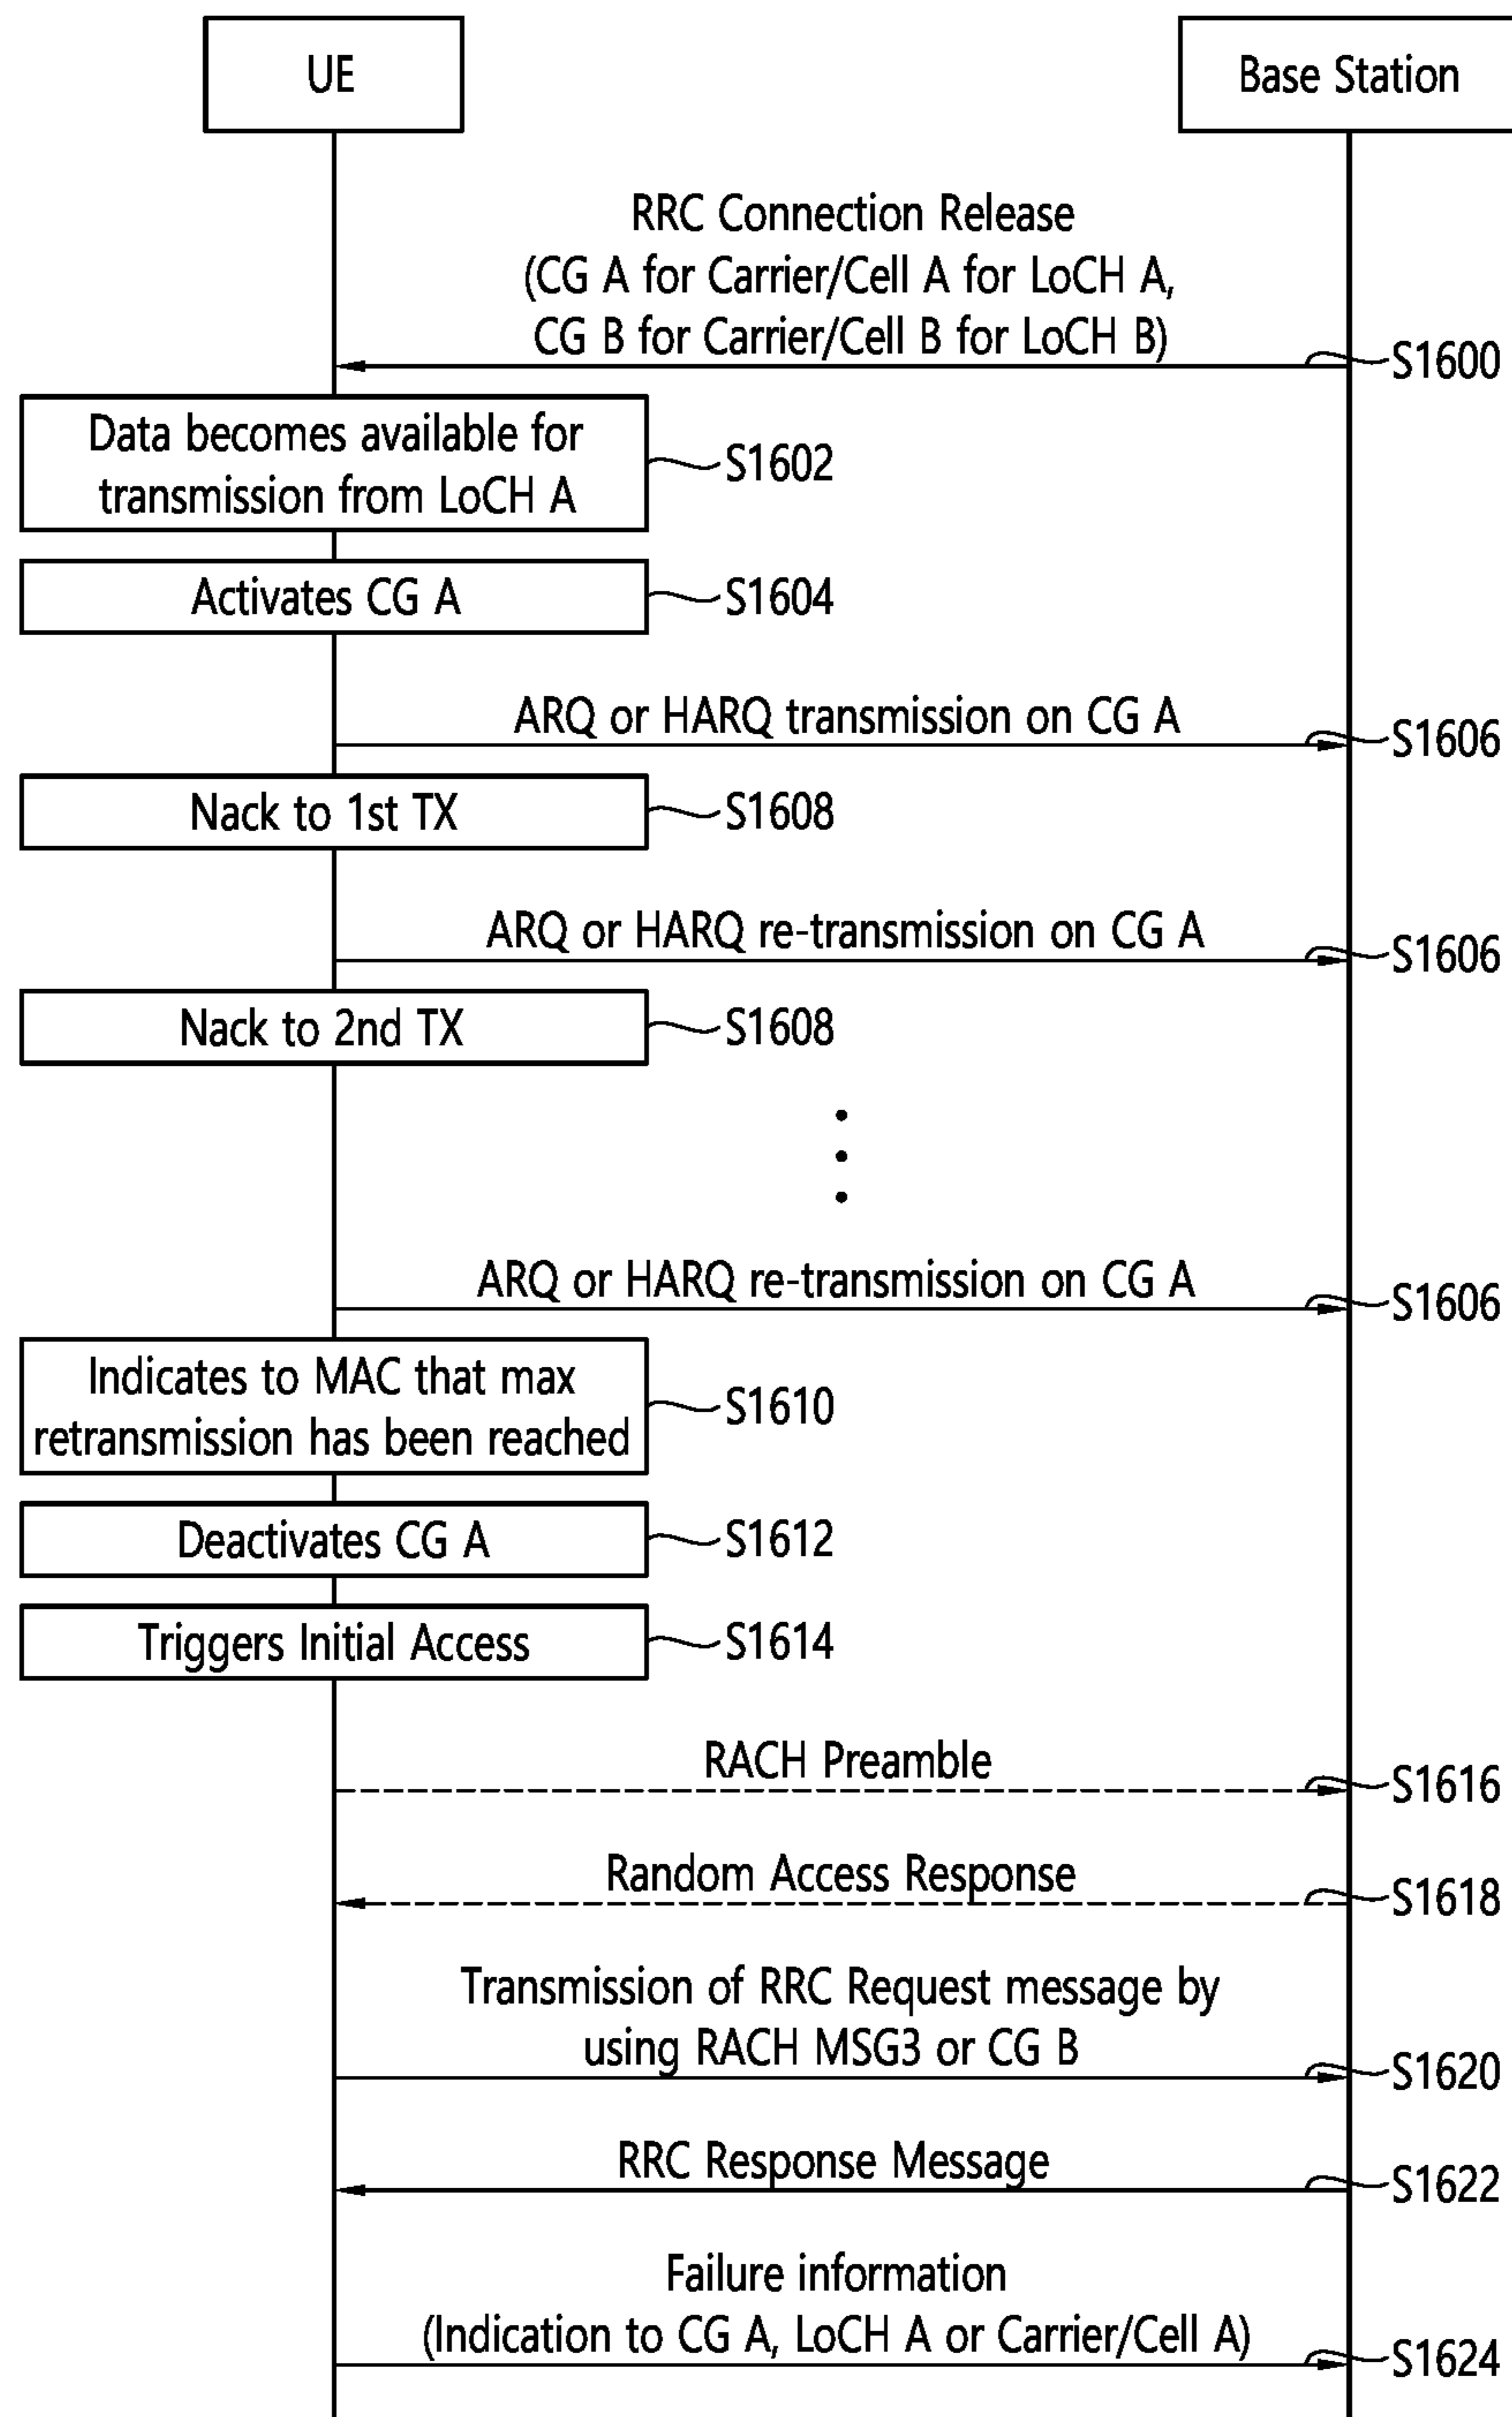 UE
Base Station
RRC Connection Release
(CG A for Carrier/Cell A for LoCH A,
CG B for Carrier/Cell B for LoCH B)
S1600
Data becomes available for
transmission from LoCH A
S1602
Activates CG A
S1604
ARQ or HARQ transmission on CG A
S1606
Nack to 1st TX
S1608
ARQ or HARQ re-transmission on CG A
S1606
Nack to 2nd TX
S1608
ARQ or HARQ re-transmission on CG A
S1606
Indicates to MAC that max
retransmission has been reached
S1610
Deactivates CG A
S1612
Triggers Initial Access
S1614
RACH Preamble
S1616
Random Access Response
S1618
Transmission of RRC Request message by
using RACH MSG3 or CG B
S1620
RRC Response Message
S1622
Failure information
(Indication to CG A, LoCH A or Carrier/Cell A)
S1624